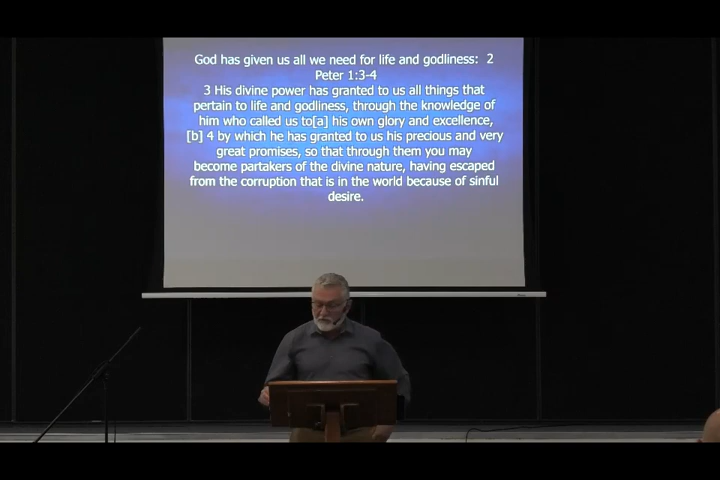 God has given us all we need for life and godliness: 2
Peter 1:3-4
3 His divine power has granted to us all things that
pertain to life and godliness, through the knowledge of
him who called us to[a] his own glory and excellence,
[b] 4 by which he has granted to us his precious and very
great promises, so that through them you may
become partakers of the divine nature, having escaped
from the corruption that is in the world because of sinful
desire.